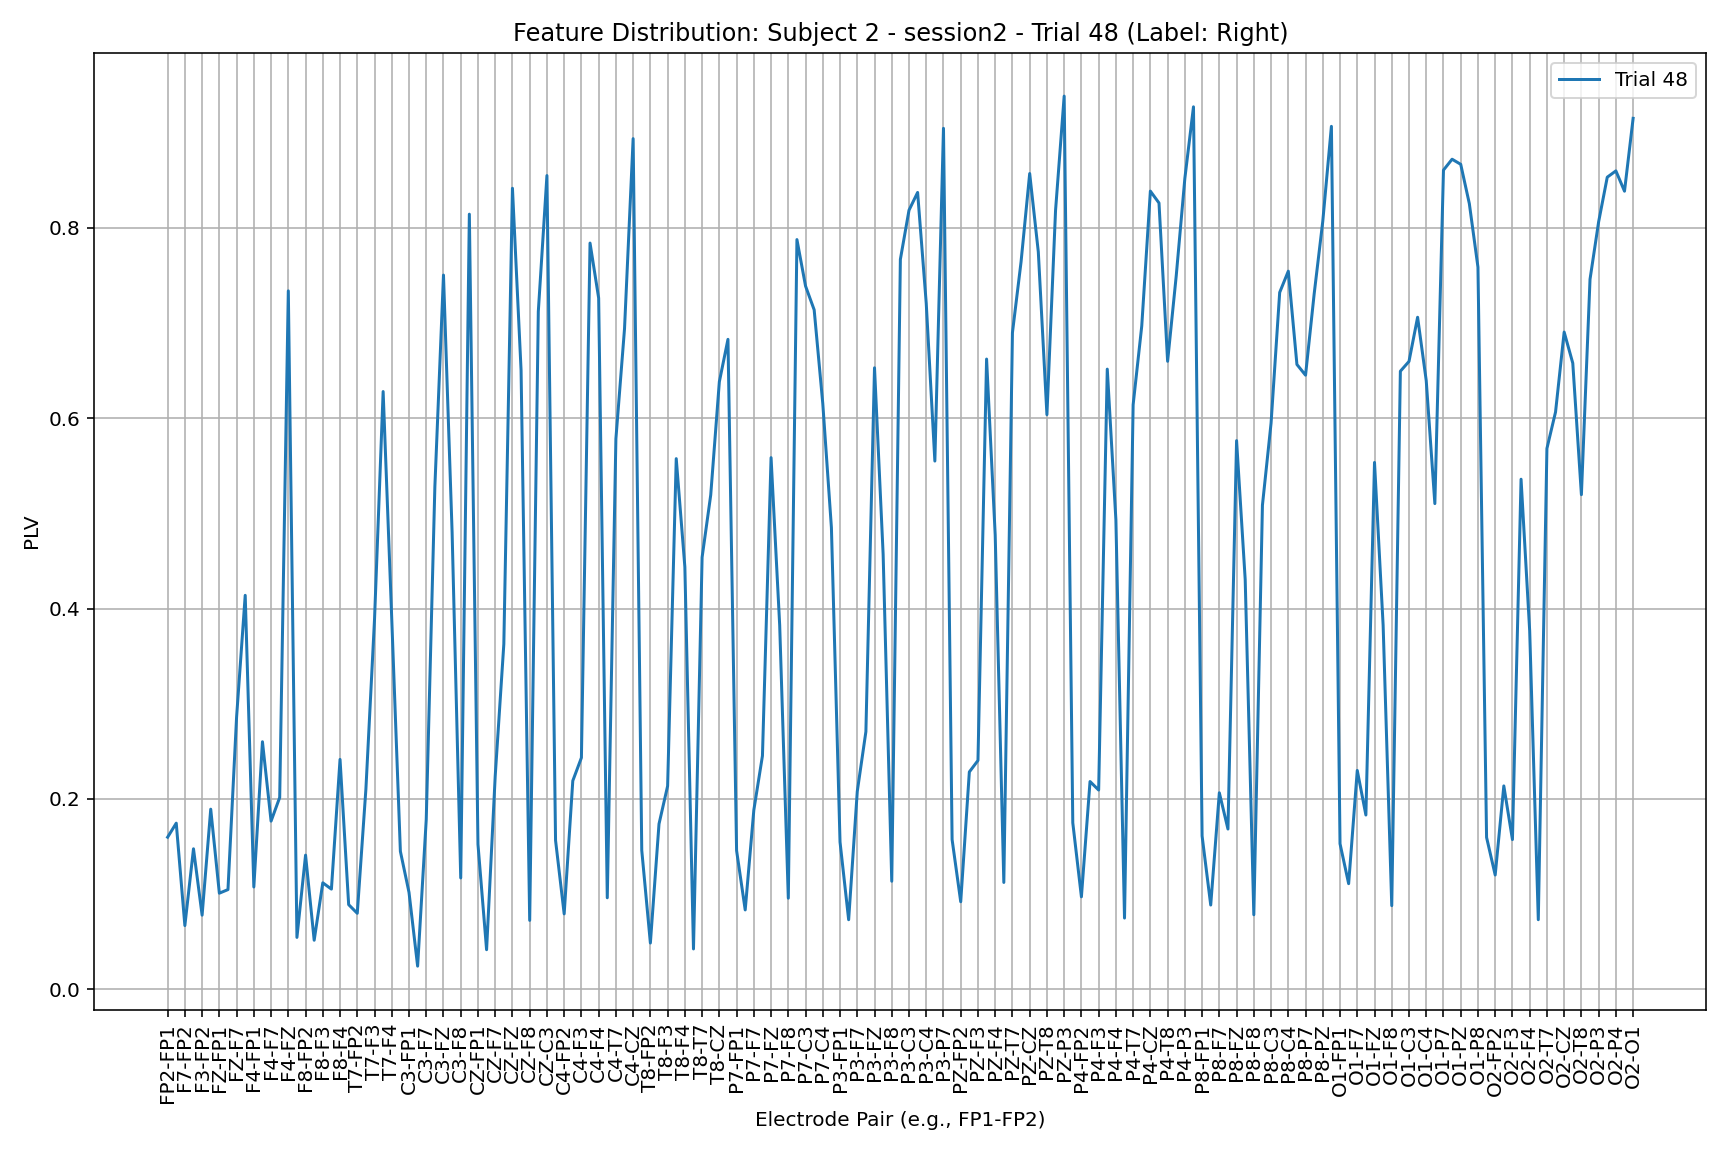 Feature Distribution: Subject 2 - session2 - Trial 48 (Label: Right)
Trial 48
PLV
0.8
0.6
0.4
0.2
0.0
FP2-FP1
F7-FP2
F3-FP2
FZ-FP1
FZ-F7
F4-FP1
F4-F7
F4-FZ
F8-FP2
F8-F3
F8-F4
T7-FP2
T7-F3
T7-F4
C3-FP1
C3-F7
C3-FZ
C3-F8
CZ-FP1
CZ-F7
CZ-FZ
CZ-F8
CZ-C3
C4-FP2
C4-F3
C4-F4
C4-T7
C4-CZ
T8-FP2
T8-F3
T8-F4
T8-T7
T8-CZ
P7-FP1
P7-F7
P7-FZ
P7-F8
P7-C3
P7-C4
P3-FP1
P3-F7
P3-FZ
P3-F8
P3-C3
P3-C4
P3-P7
PZ-FP2
PZ-F3
PZ-F4
PZ-T7
PZ-CZ
PZ-T8
PZ-P3
P4-FP2
P4-F3
P4-F4
P4-T7
P4-CZ
P4-T8
P4-P3
P8-FP1
P8-F7
P8-FZ
P8-F8
P8-C3
P8-C4
P8-P7
P8-PZ
O1-FP1
O1-F7
O1-FZ
O1-F8
O1-C3
O1-C4
O1-P7
O1-PZ
O1-P8
O2-FP2
O2-F3
O2-F4
O2-T7
O2-CZ
O2-T8
O2-P3
O2-P4
O2-O1
Electrode Pair (e.g., FP1-FP2)